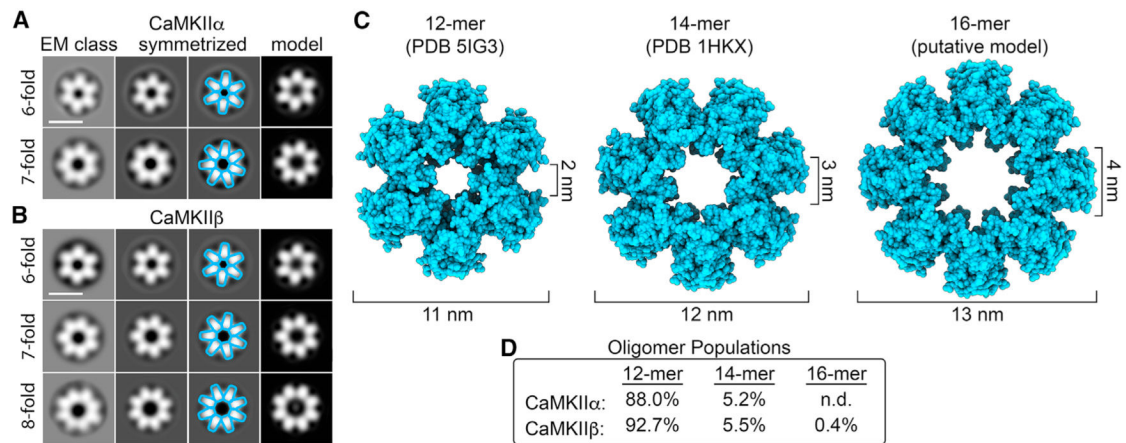 A
CaMKIIα
EM class symmetrized model
6-fold
7-fold
B
CaMKIIβ
6-fold
7-fold
8-fold
C
12-mer
(PDB 5IG3)
14-mer
(PDB 1HKX)
16-mer
(putative model)
2 nm
3 nm
4 nm
11 nm
12 nm
13 nm
D
Oligomer Populations
12-mer 14-mer 16-mer
CaMKIIα: 88.0% 5.2% n.d.
CaMKIIβ: 92.7% 5.5% 0.4%